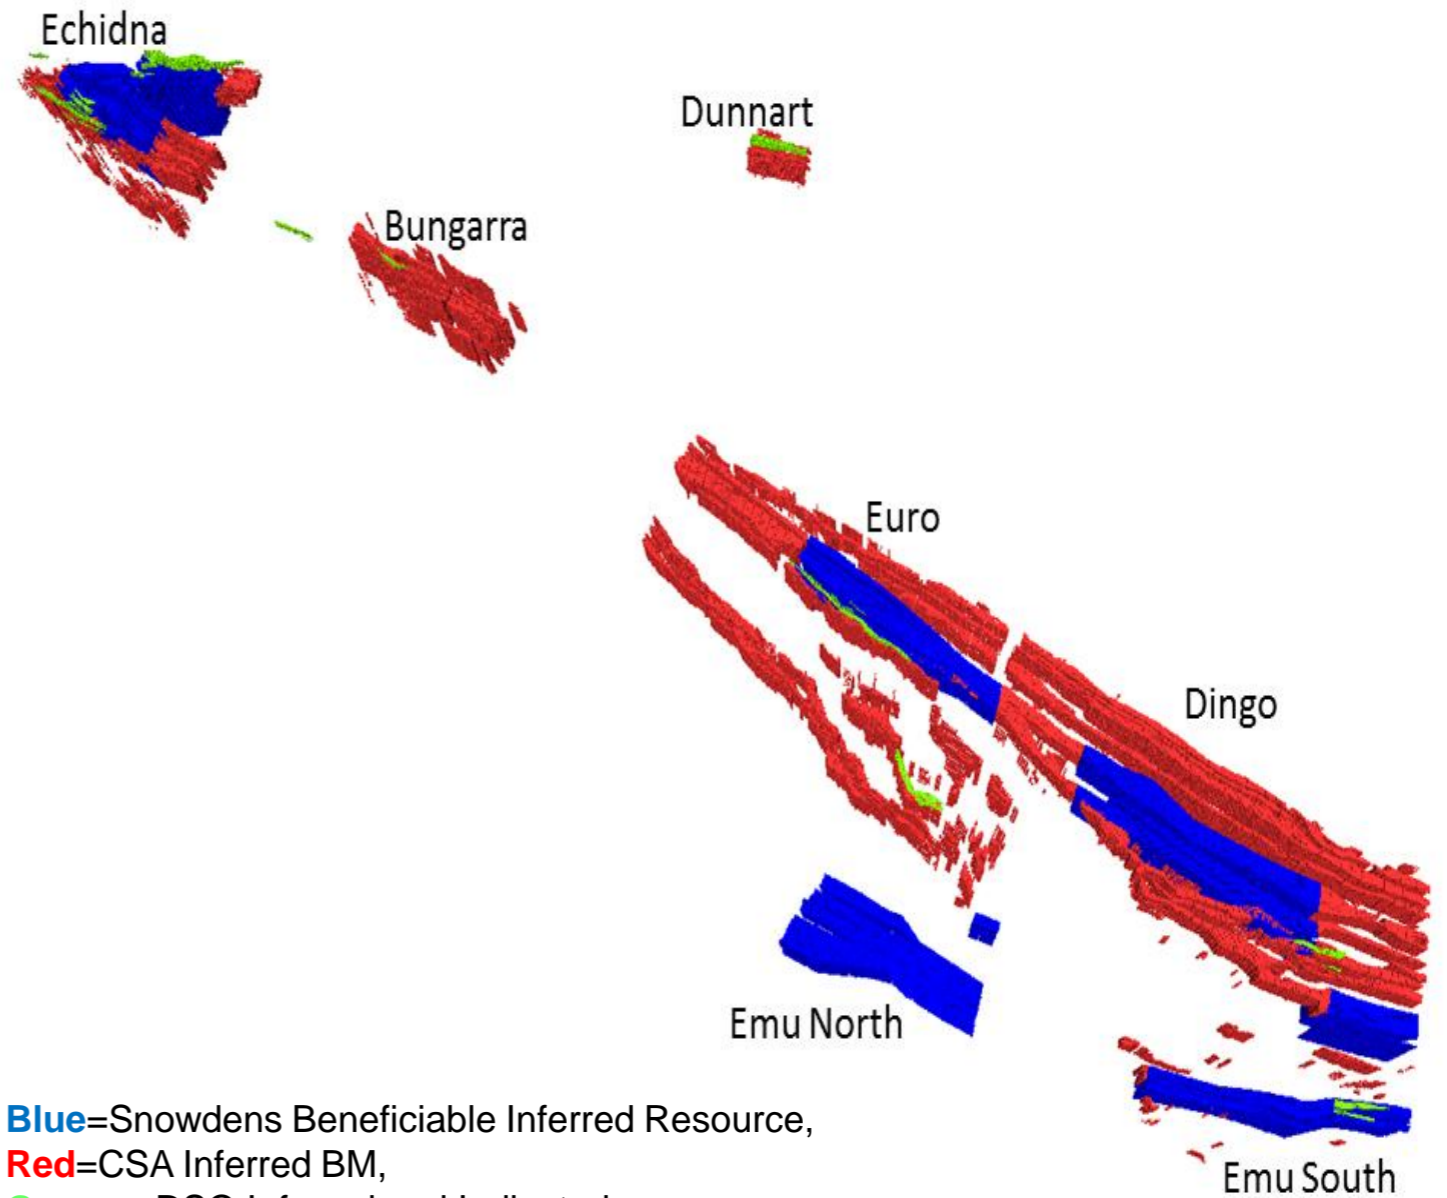 Echidna
Dunnart
Bungarra
Euro
Dingo
Emu North
Blue=Snowdens Beneficiable Inferred Resource,
Red=CSA Inferred BM,
Emu South